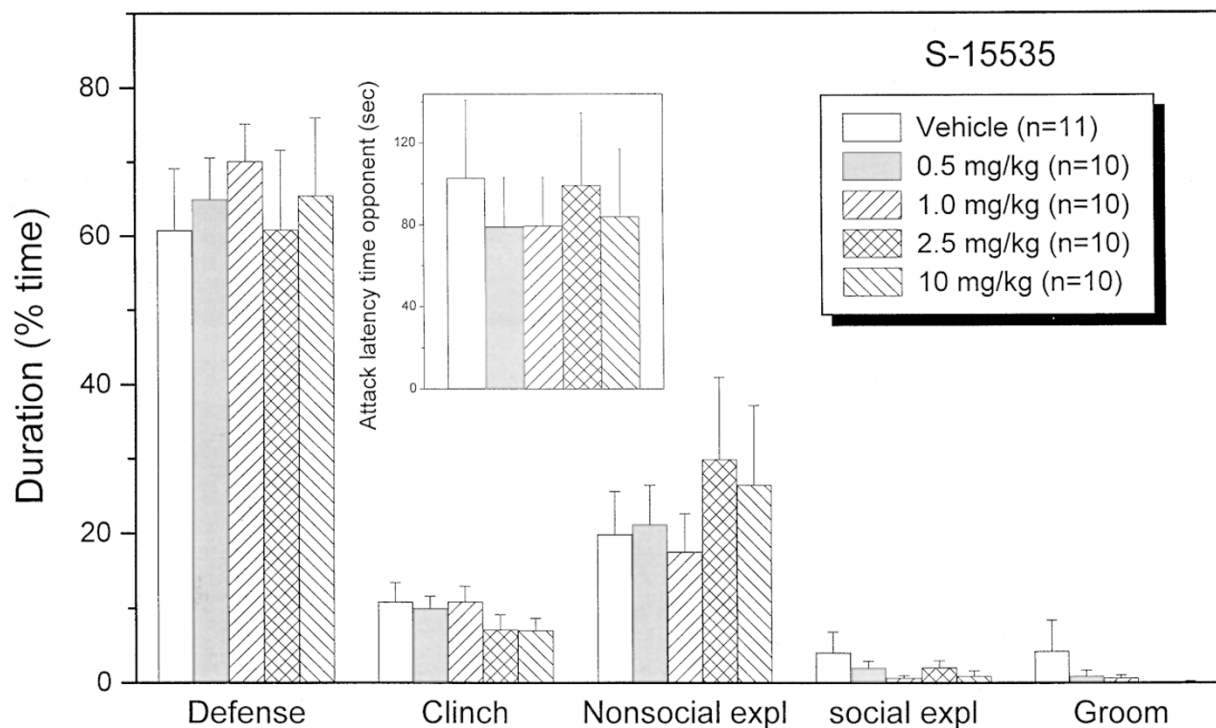 S-15535
Vehicle (n=11)
0.5 mg/kg (n=10)
1.0 mg/kg (n=10)
2.5 mg/kg (n=10)
10 mg/kg (n=10)
Duration (% time)
80
60
40
20
0
Attack latency time opponent (sec)
120
80
40
0
Defense
Clinch
Nonsocial expl
social expl
Groom